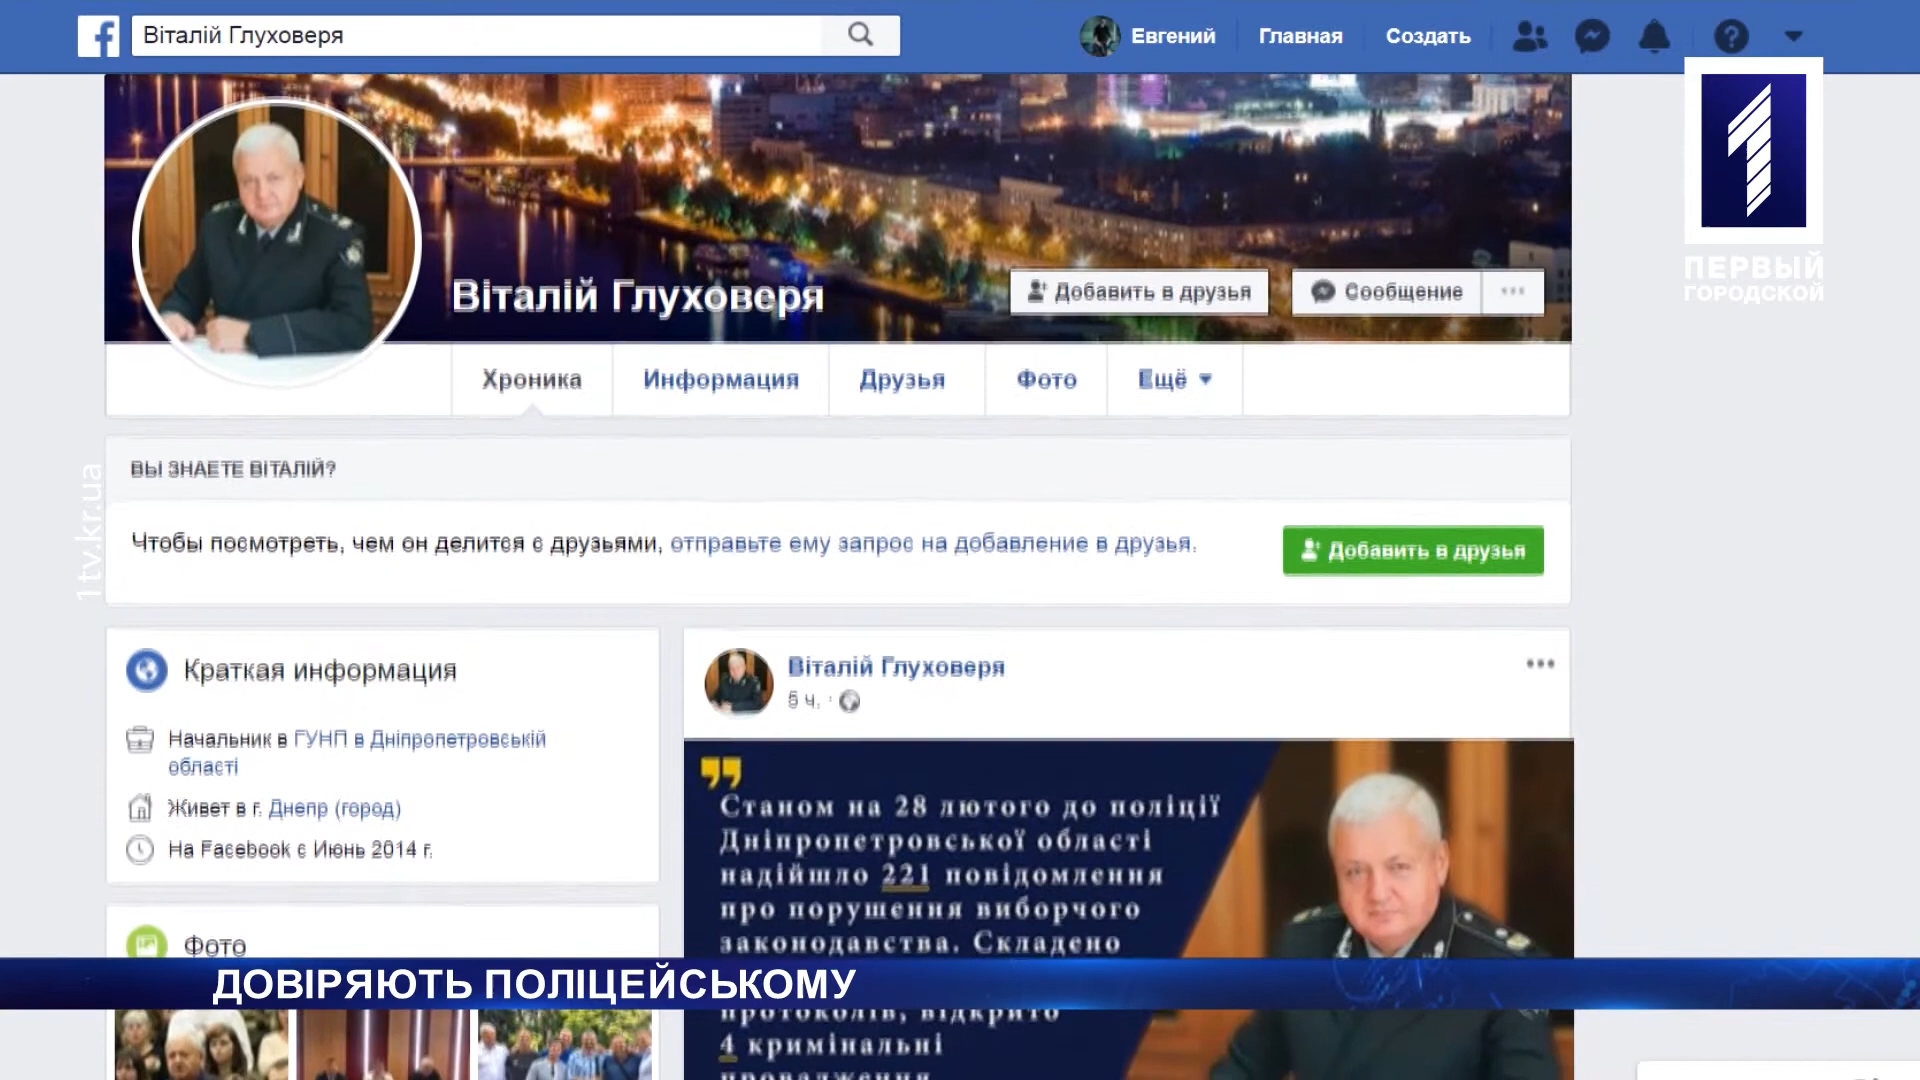 Віталій Глуховеря
Евгений
Главная
Создать
ПЕРВЫЙ
ГОРОДСКОЙ
Віталій Глуховеря
Добавить в друзья
Сообщение
Хроника
Информация
Друзья
Фото
Ещё
ВЫ ЗНАЕТЕ ВІТАЛІЙ?
Чтобы посмотреть, чем он делится с друзьями, отправьте ему запрос на добавление в друзья.
Добавить в друзья
1tv.kr.ua
Краткая информация
Начальник в ГУНП в Дніпропетровській
області
Живет в г. Днепр (город)
На Facebook с Июнь 2014 г.
Фото
Віталій Глуховеря
5 ч.
Станом на 28 лютого до поліції
Дніпропетровської області
надійшло 221 повідомлення
про порушення виборчого
законодавства. Складено
протоколів, відкрито
4 кримінальні
провадження
ДОВІРЯЮТЬ ПОЛІЦЕЙСЬКОМУ